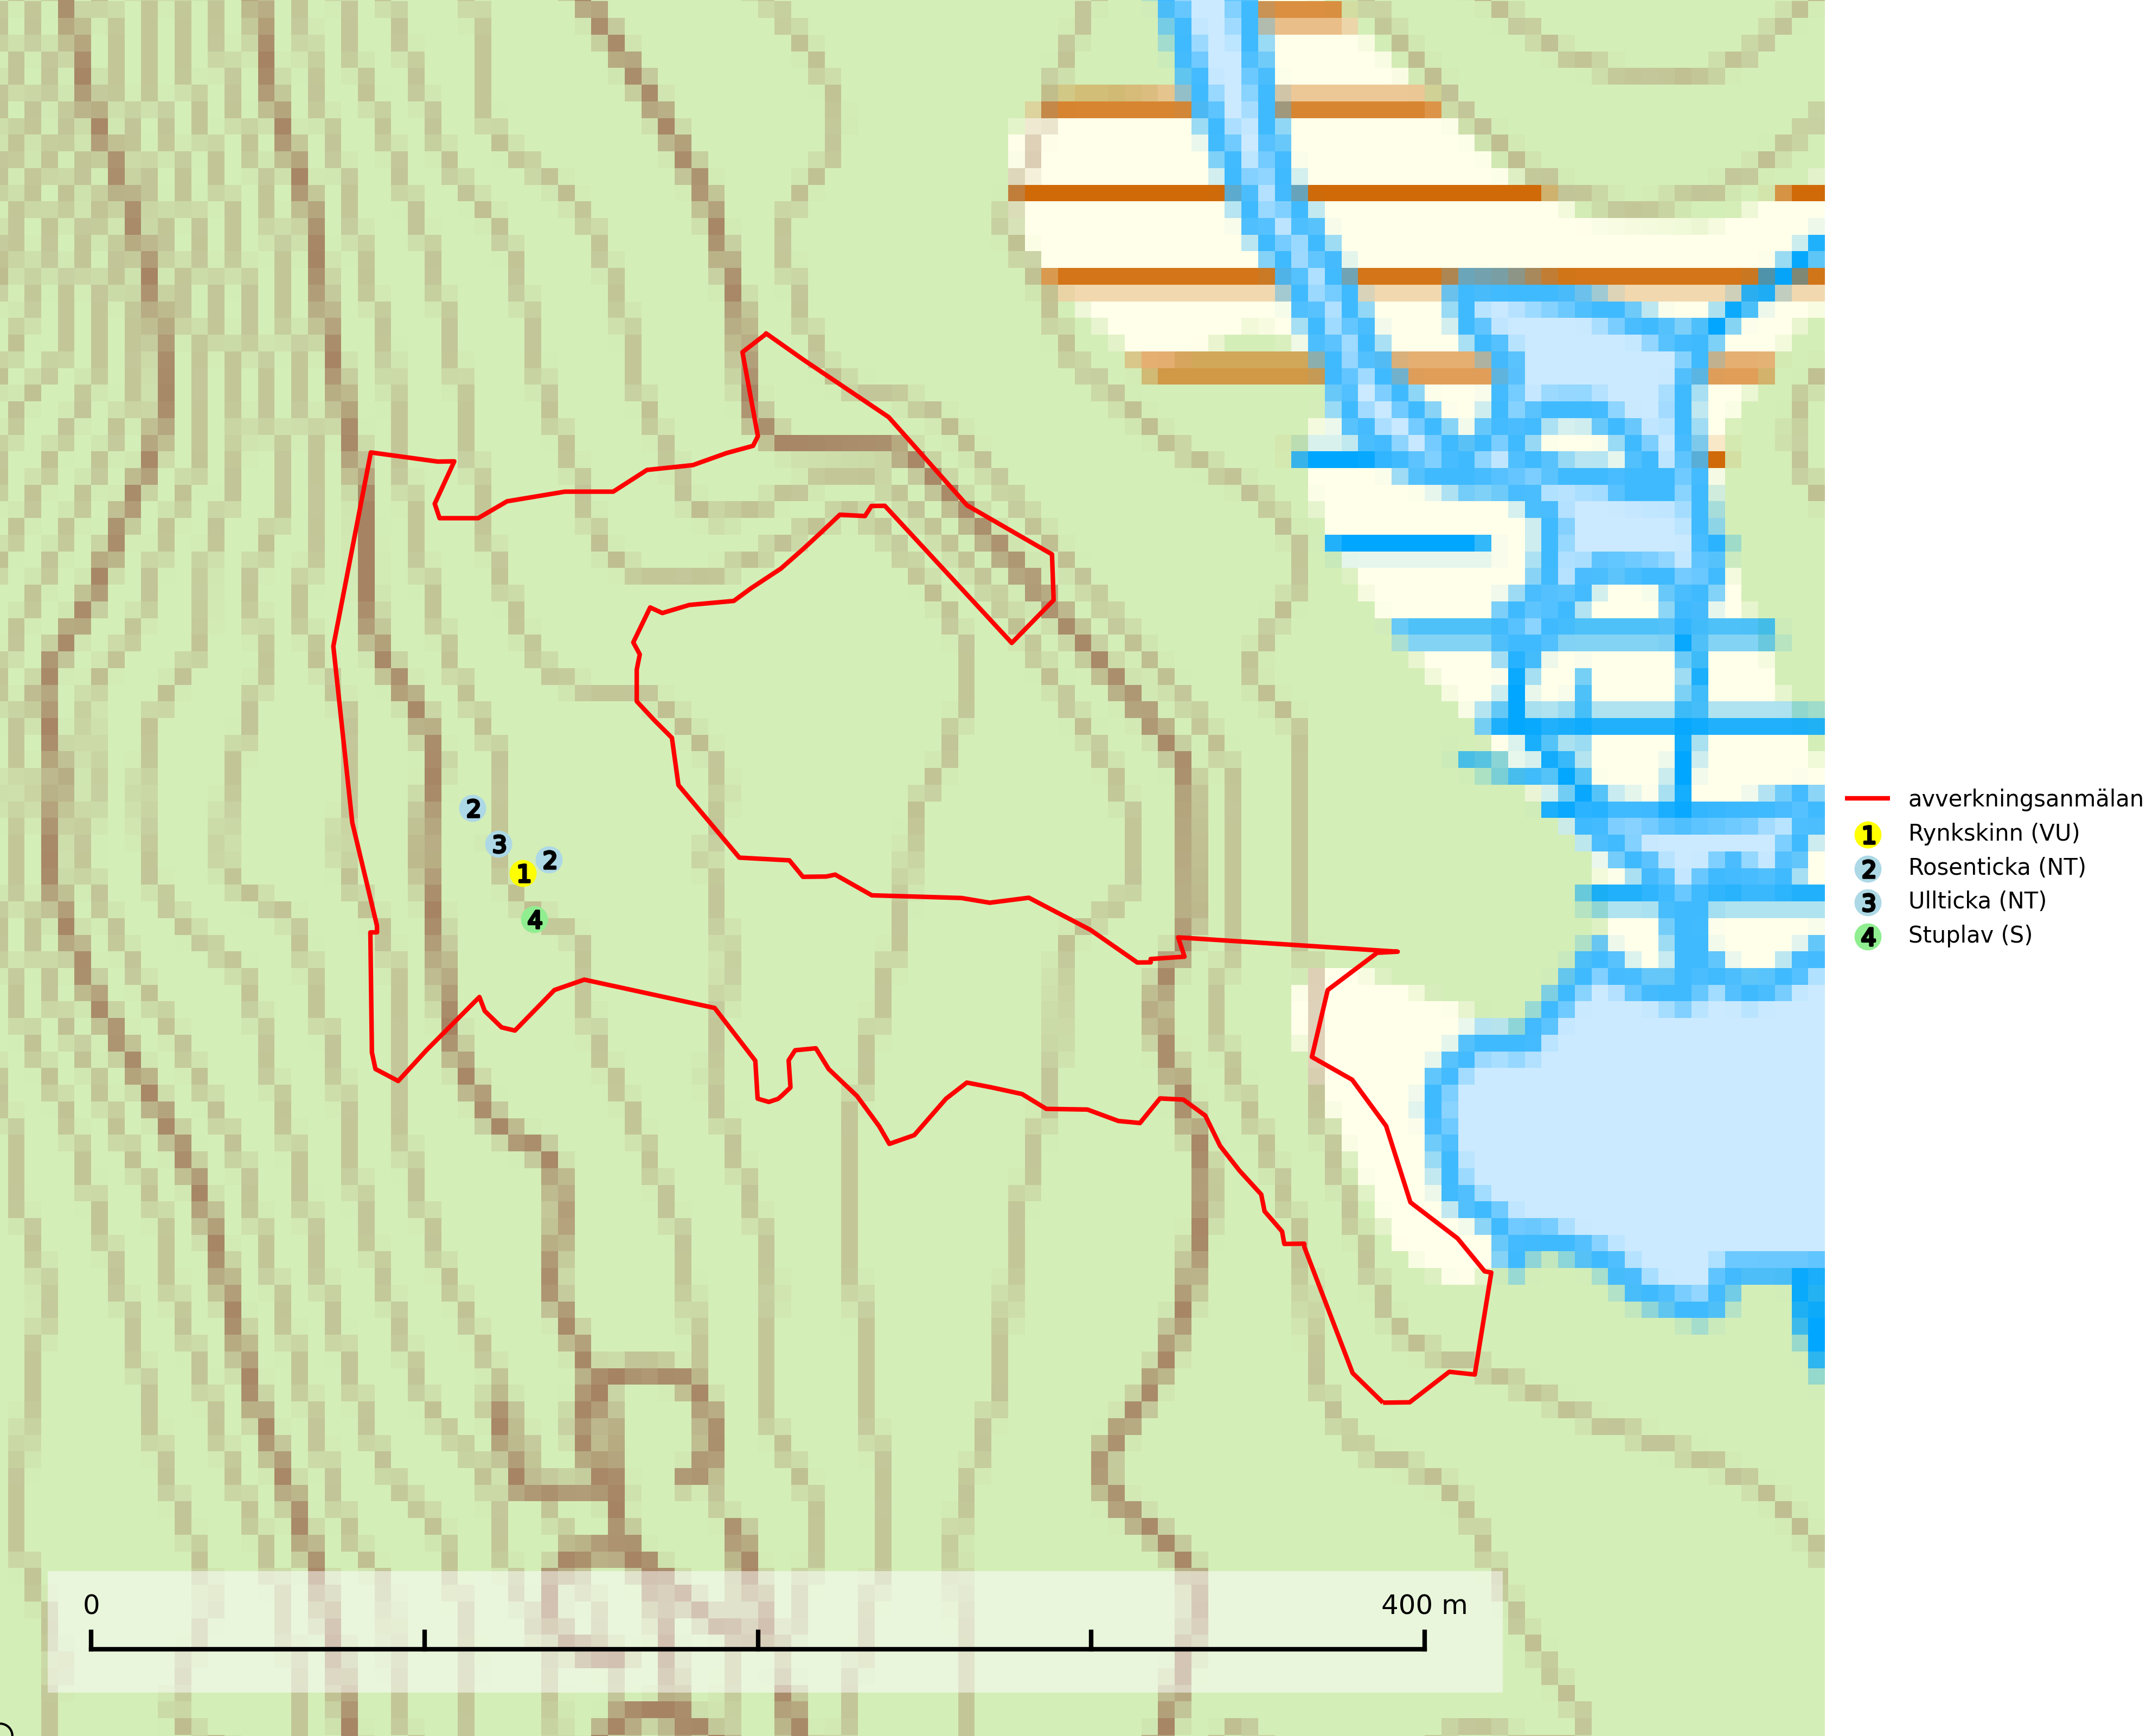 2
3
2
1
4
avverkningsanmälan
1 Rynkskinn (VU)
2 Rosenticka (NT)
3 Ullticka (NT)
4 Stuplav (S)
0 400 m